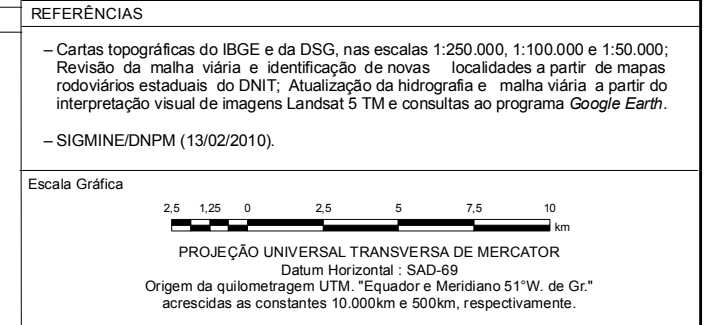 REFERÊNCIAS
– Cartas topográficas do IBGE e da DSG, nas escalas 1:250.000, 1:100.000 e 1:50.000;
Revisão da malha viária e identificação de novas localidades a partir de mapas
rodoviários estaduais do DNIT; Atualização da hidrografia e malha viária a partir do
interpretação visual de imagens Landsat 5 TM e consultas ao programa Google Earth.
– SIGMINE/DNPM (13/02/2010).
Escala Gráfica
2,5 1,25 0 2,5 5 7,5 10
km
PROJEÇÃO UNIVERSAL TRANSVERSA DE MERCATOR
Datum Horizontal : SAD-69
Origem da quilometragem UTM. "Equador e Meridiano 51°W. de Gr."
acrescidas as constantes 10.000km e 500km, respectivamente.